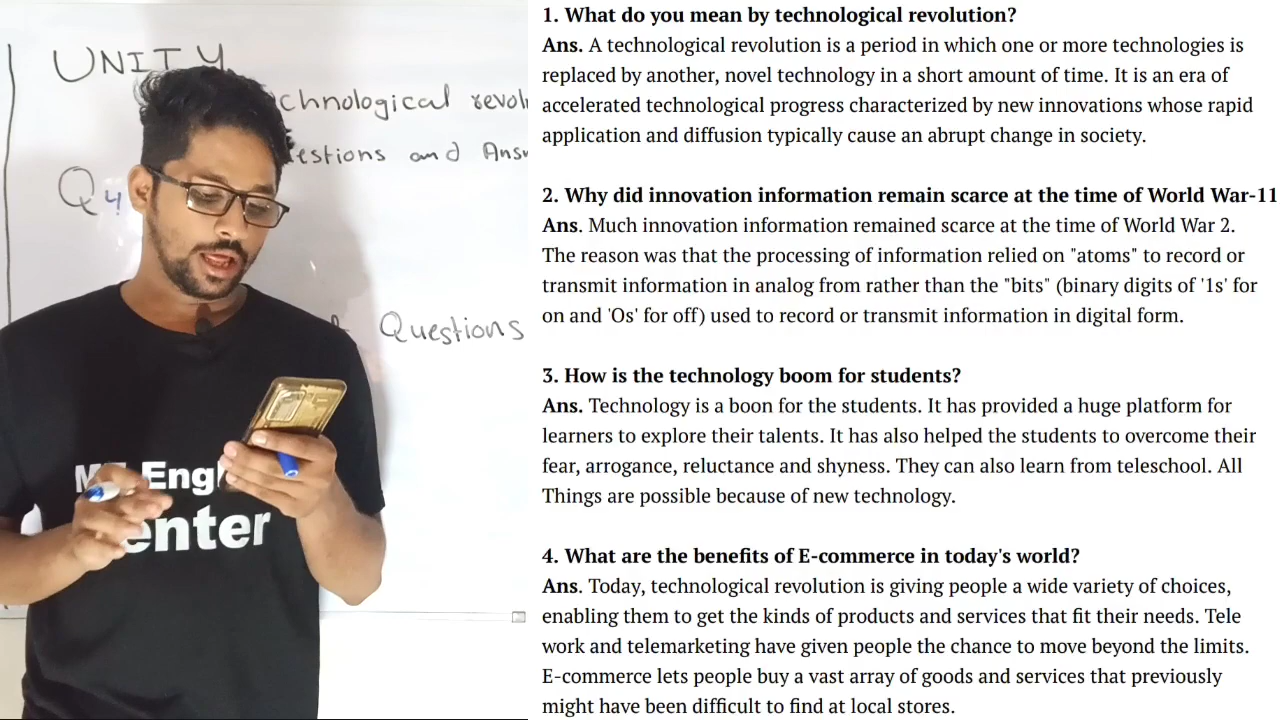 UNITY
chnological revol
estions and Ans
Q4
Questions
Eng
enter
1. What do you mean by technological revolution?
Ans. A technological revolution is a period in which one or more technologies is
replaced by another, novel technology in a short amount of time. It is an era of
accelerated technological progress characterized by new innovations whose rapid
application and diffusion typically cause an abrupt change in society.
2. Why did innovation information remain scarce at the time of World War-11
Ans. Much innovation information remained scarce at the time of World War 2.
The reason was that the processing of information relied on "atoms" to record or
transmit information in analog from rather than the "bits" (binary digits of '1s' for
on and 'Os' for off) used to record or transmit information in digital form.
3. How is the technology boom for students?
Ans. Technology is a boon for the students. It has provided a huge platform for
learners to explore their talents. It has also helped the students to overcome their
fear, arrogance, reluctance and shyness. They can also learn from teleschool. All
Things are possible because of new technology.
4. What are the benefits of E-commerce in today's world?
Ans. Today, technological revolution is giving people a wide variety of choices,
enabling them to get the kinds of products and services that fit their needs. Tele
work and telemarketing have given people the chance to move beyond the limits.
E-commerce lets people buy a vast array of goods and services that previously
might have been difficult to find at local stores.